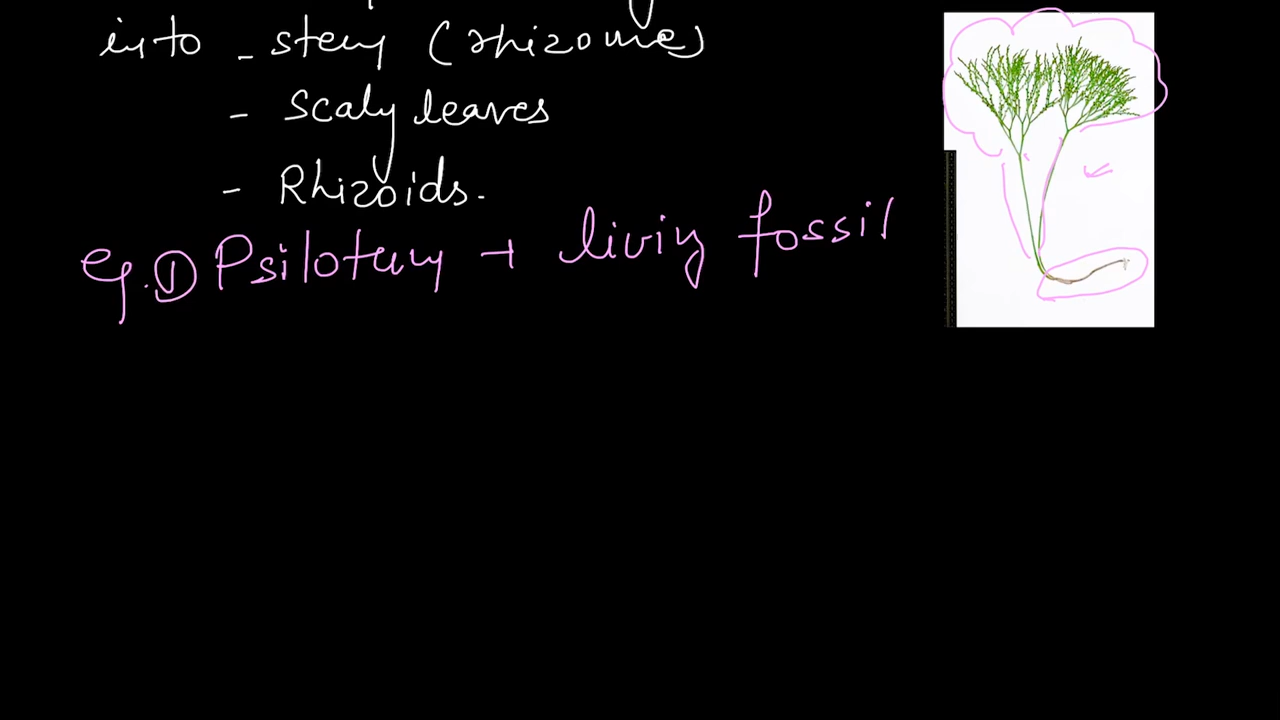 into - stem (rhizome)
- Scaly leaves
- Rhizoids.
eg. ① Psilotum → living fossil